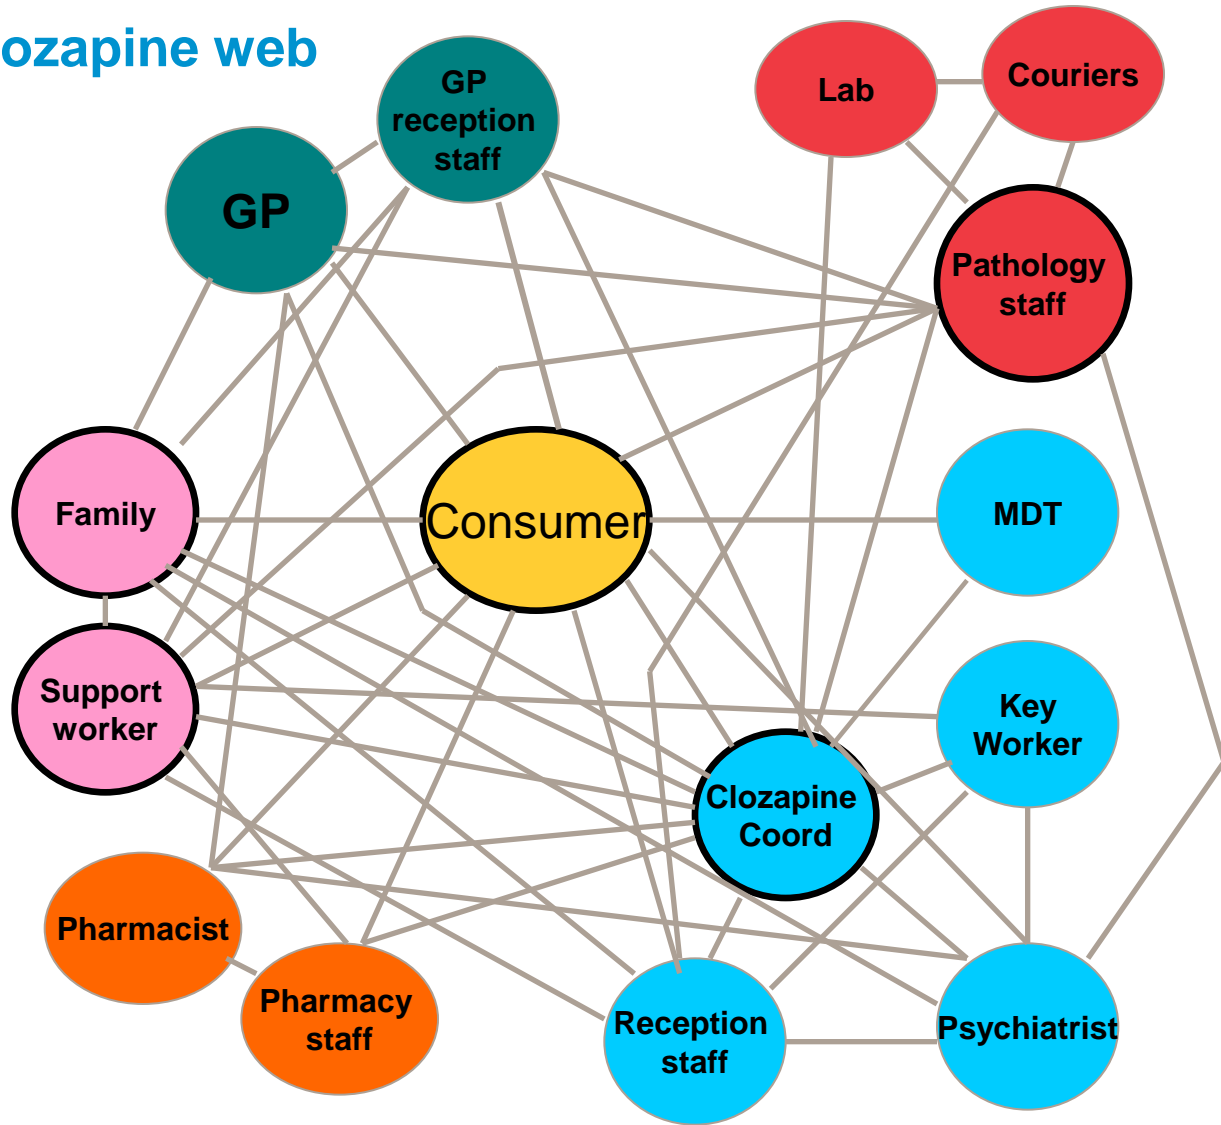 ozapine web
GP
reception
staff
Lab
Couriers
GP
Pathology
staff
Family
Consumer
MDT
Support
worker
Key
Worker
Clozapine
Coord
Pharmacist
Pharmacy
staff
Reception
staff
Psychiatrist